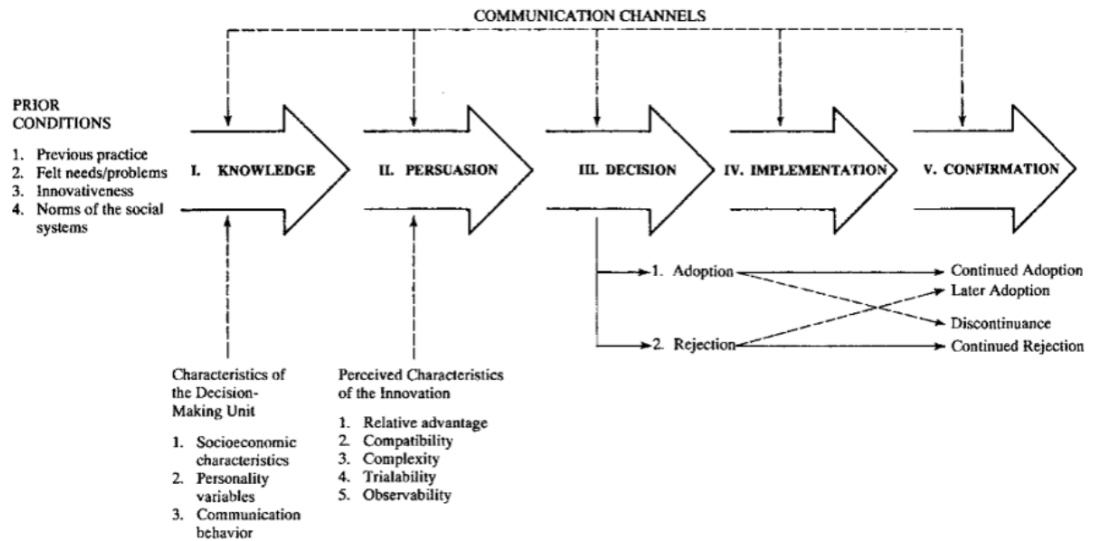 COMMUNICATION CHANNELS
PRIOR
CONDITIONS
1. Previous practice
2. Felt needs/problems
3. Innovativeness
4. Norms of the social
systems
I. KNOWLEDGE
II. PERSUASION
III. DECISION
IV. IMPLEMENTATION
V. CONFIRMATION
1. Adoption
2. Rejection
Continued Adoption
Later Adoption
Discontinuance
Continued Rejection
Characteristics of
the Decision-
Making Unit
1. Socioeconomic
characteristics
2. Personality
variables
3. Communication
behavior
Perceived Characteristics
of the Innovation
1. Relative advantage
2. Compatibility
3. Complexity
4. Trialability
5. Observability